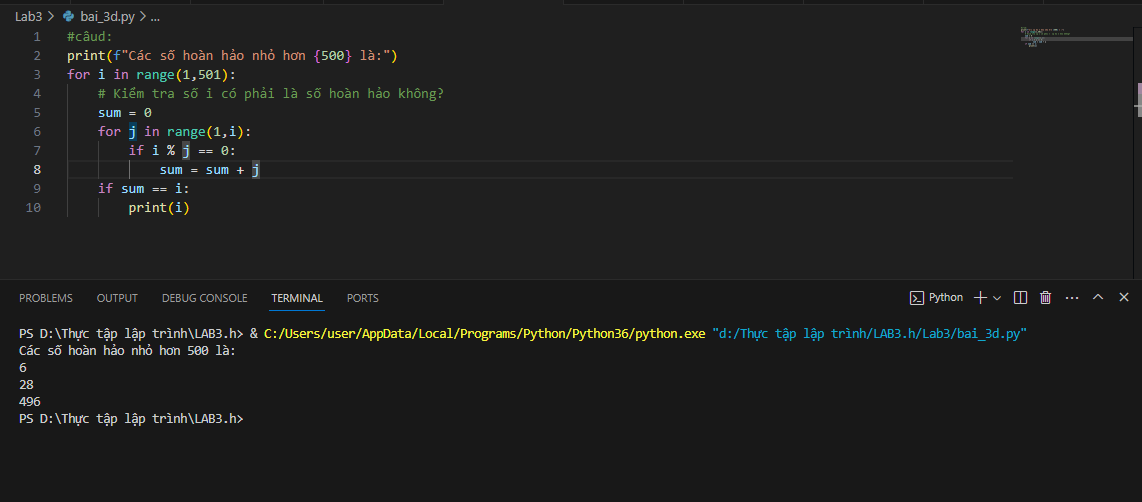 Lab3 > bai_3d.py > ...
1 #câud:
2 print(f"Các số hoàn hảo nhỏ hơn {500} là:")
3 for i in range(1,501):
4     # Kiểm tra số i có phải là số hoàn hảo không?
5     sum = 0
6     for j in range(1,i):
7         if i % j == 0:
8             sum = sum + j
9     if sum == i:
10         print(i)
PROBLEMS OUTPUT DEBUG CONSOLE TERMINAL PORTS Python
PS D:\Thực tập lập trình\LAB3.h> & C:/Users/user/AppData/Local/Programs/Python/Python36/python.exe "d:/Thực tập lập trình/LAB3.h/Lab3/bai_3d.py"
Các số hoàn hảo nhỏ hơn 500 là:
6
28
496
PS D:\Thực tập lập trình\LAB3.h>